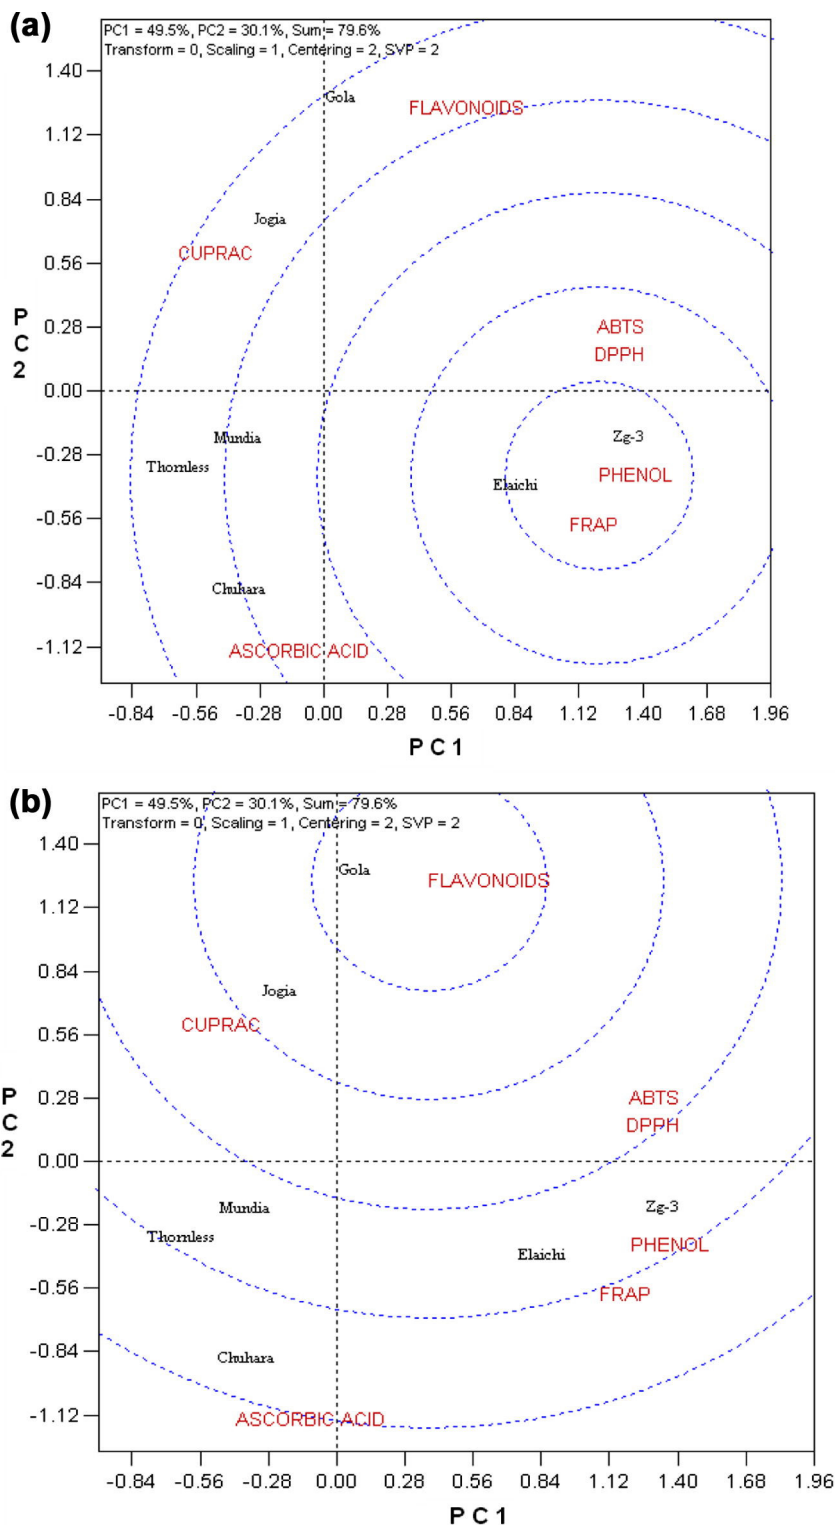 (a)
PC1 = 49.5%, PC2 = 30.1%, Sum = 79.6%
Transform = 0, Scaling = 1, Centering = 2, SVP = 2
1.40
Gola
FLAVONOIDS
1.12
0.84
Jogia
CUPRAC
0.56
PC2
0.28
ABTS
DPPH
0.00
Mundia
Zg-3
-0.28
Thornless
PHENOL
Elaichi
-0.56
FRAP
-0.84
Chuhara
-1.12
ASCORBIC ACID
-0.84 -0.56 -0.28 0.00 0.28 0.56 0.84 1.12 1.40 1.68 1.96
PC1
(b)
PC1 = 49.5%, PC2 = 30.1%, Sum = 79.6%
Transform = 0, Scaling = 1, Centering = 2, SVP = 2
1.40
Gola
FLAVONOIDS
1.12
0.84
Jogia
CUPRAC
0.56
0.28
ABTS
PC2
DPPH
0.00
Mundia
Zg-3
-0.28
Thornless
PHENOL
Elaichi
-0.56
FRAP
-0.84
Chuhara
-1.12
ASCORBIC ACID
-0.84 -0.56 -0.28 0.00 0.28 0.56 0.84 1.12 1.40 1.68 1.96
PC1